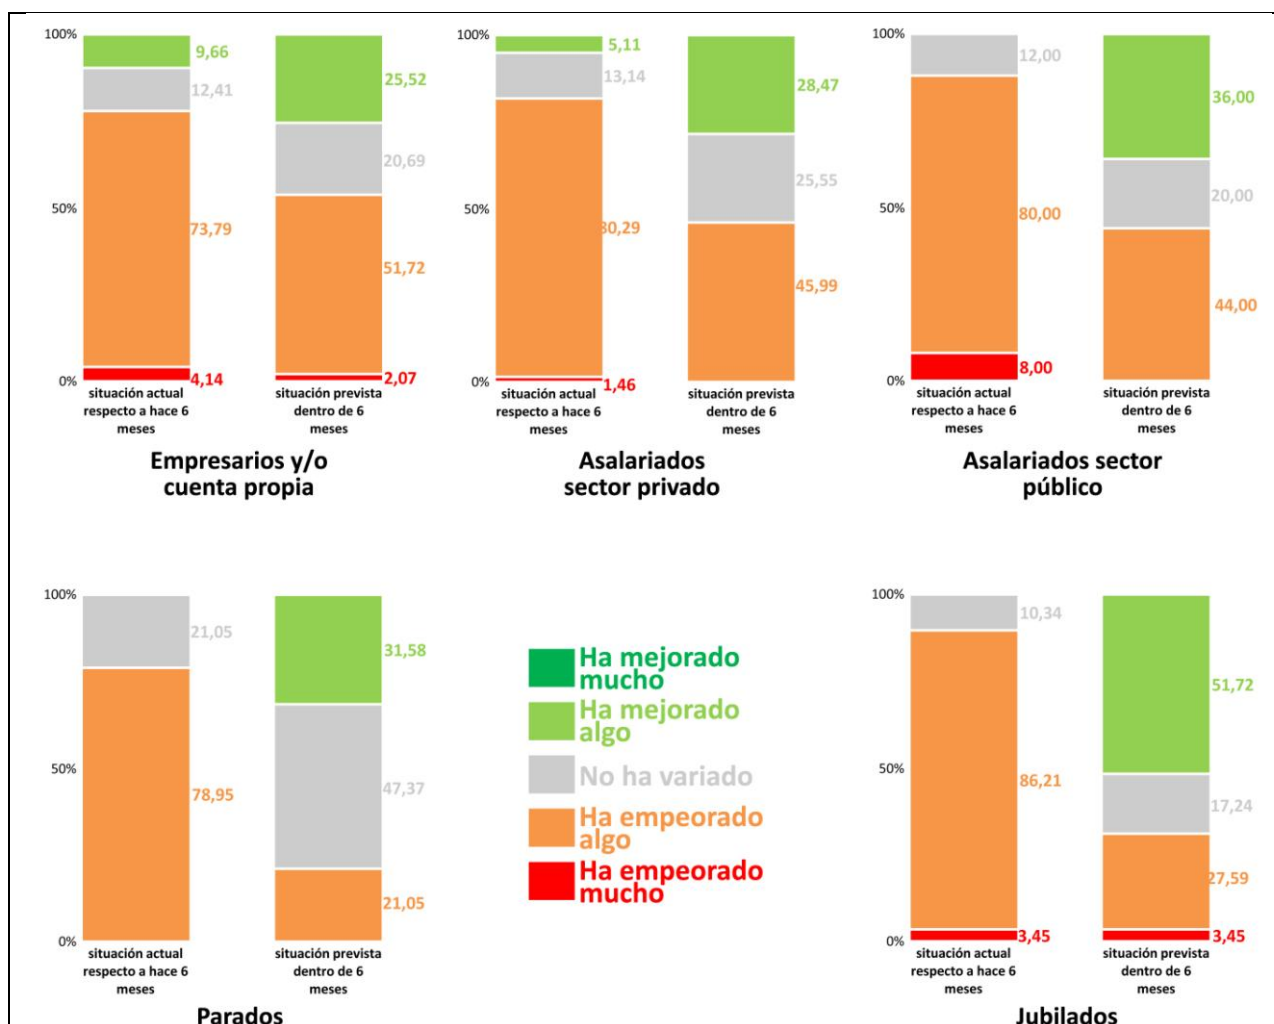 100%
50%
0%
9,66
12,41
73,79
4,14
25,52
20,69
51,72
2,07
situación actual
respecto a hace 6
meses
situación prevista
dentro de 6
meses
Empresarios y/o
cuenta propia
100%
50%
0%
5,11
13,14
80,29
1,46
28,47
25,55
45,99
situación actual
respecto a hace 6
meses
situación prevista
dentro de 6
meses
Asalariados
sector privado
100%
50%
0%
12,00
80,00
8,00
36,00
20,00
44,00
situación actual
respecto a hace 6
meses
situación prevista
dentro de 6
meses
Asalariados sector
público
100%
50%
0%
21,05
78,95
31,58
47,37
21,05
situación actual
respecto a hace 6
meses
situación prevista
dentro de 6
meses
Parados
Ha mejorado
mucho
Ha mejorado
algo
No ha variado
Ha empeorado
algo
Ha empeorado
mucho
100%
50%
0%
10,34
86,21
3,45
51,72
17,24
27,59
3,45
situación actual
respecto a hace 6
meses
situación prevista
dentro de 6
meses
Jubilados